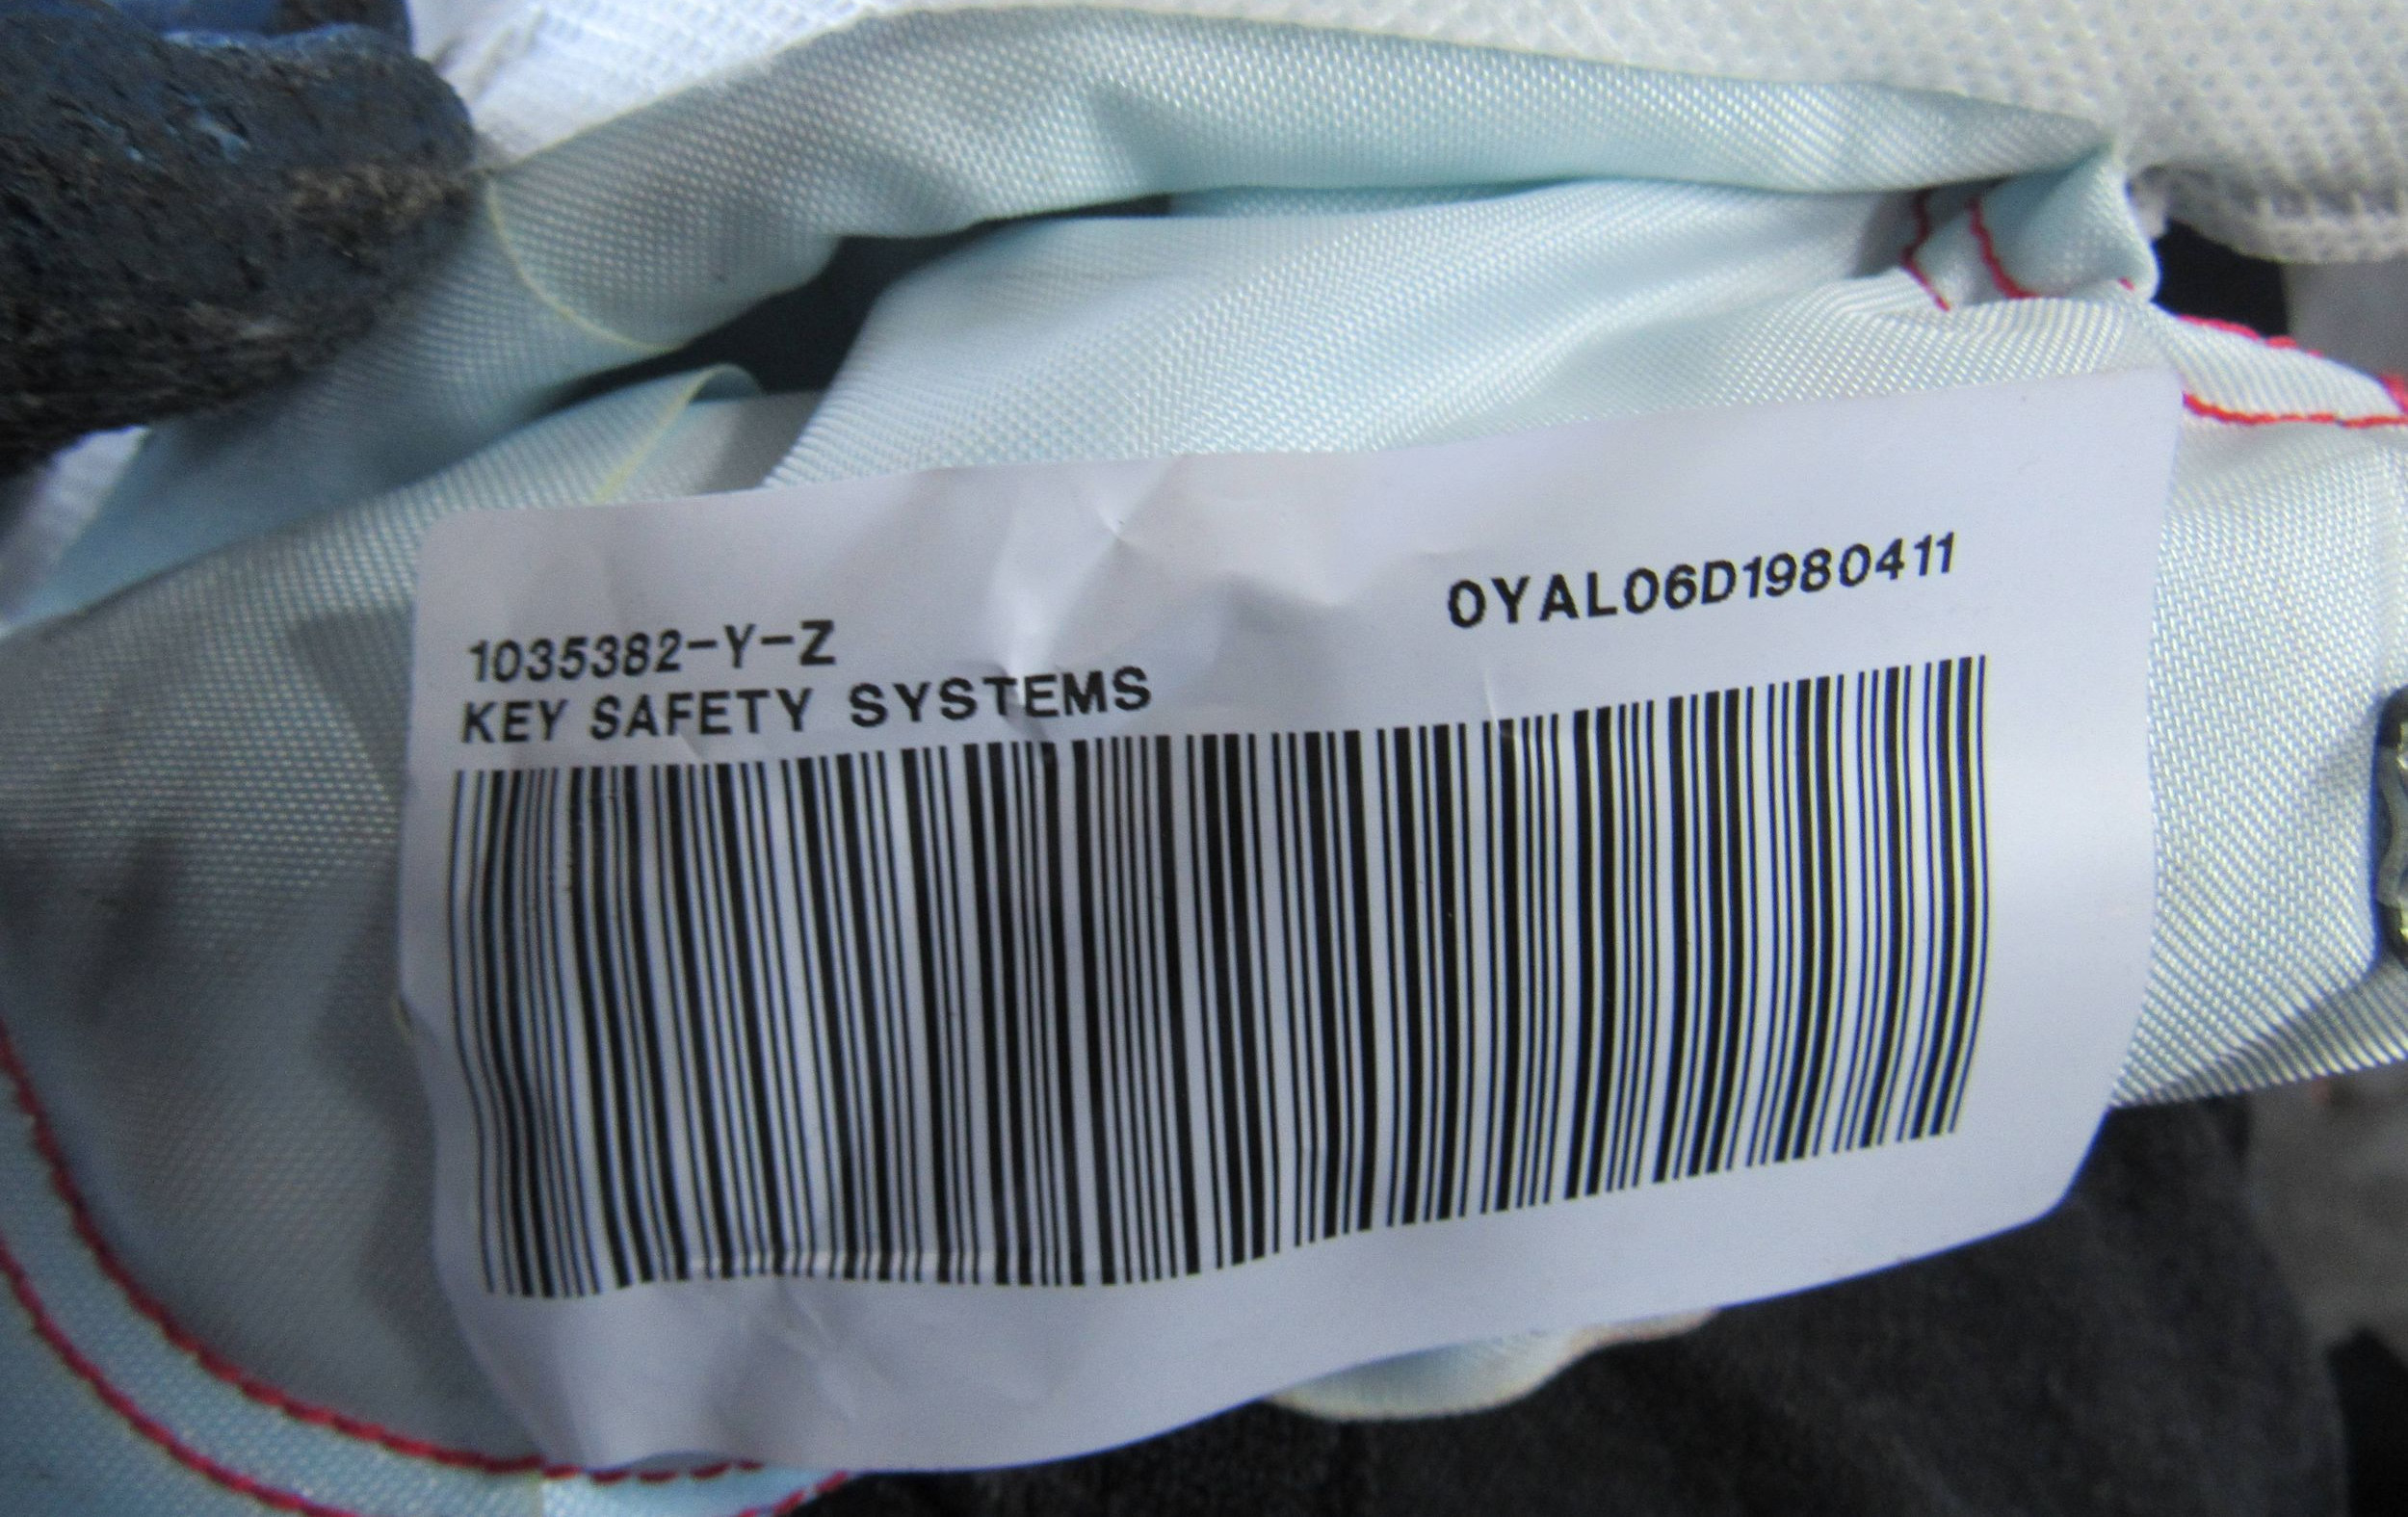 0YAL06D1980411
1035382-Y-Z
KEY SAFETY SYSTEMS